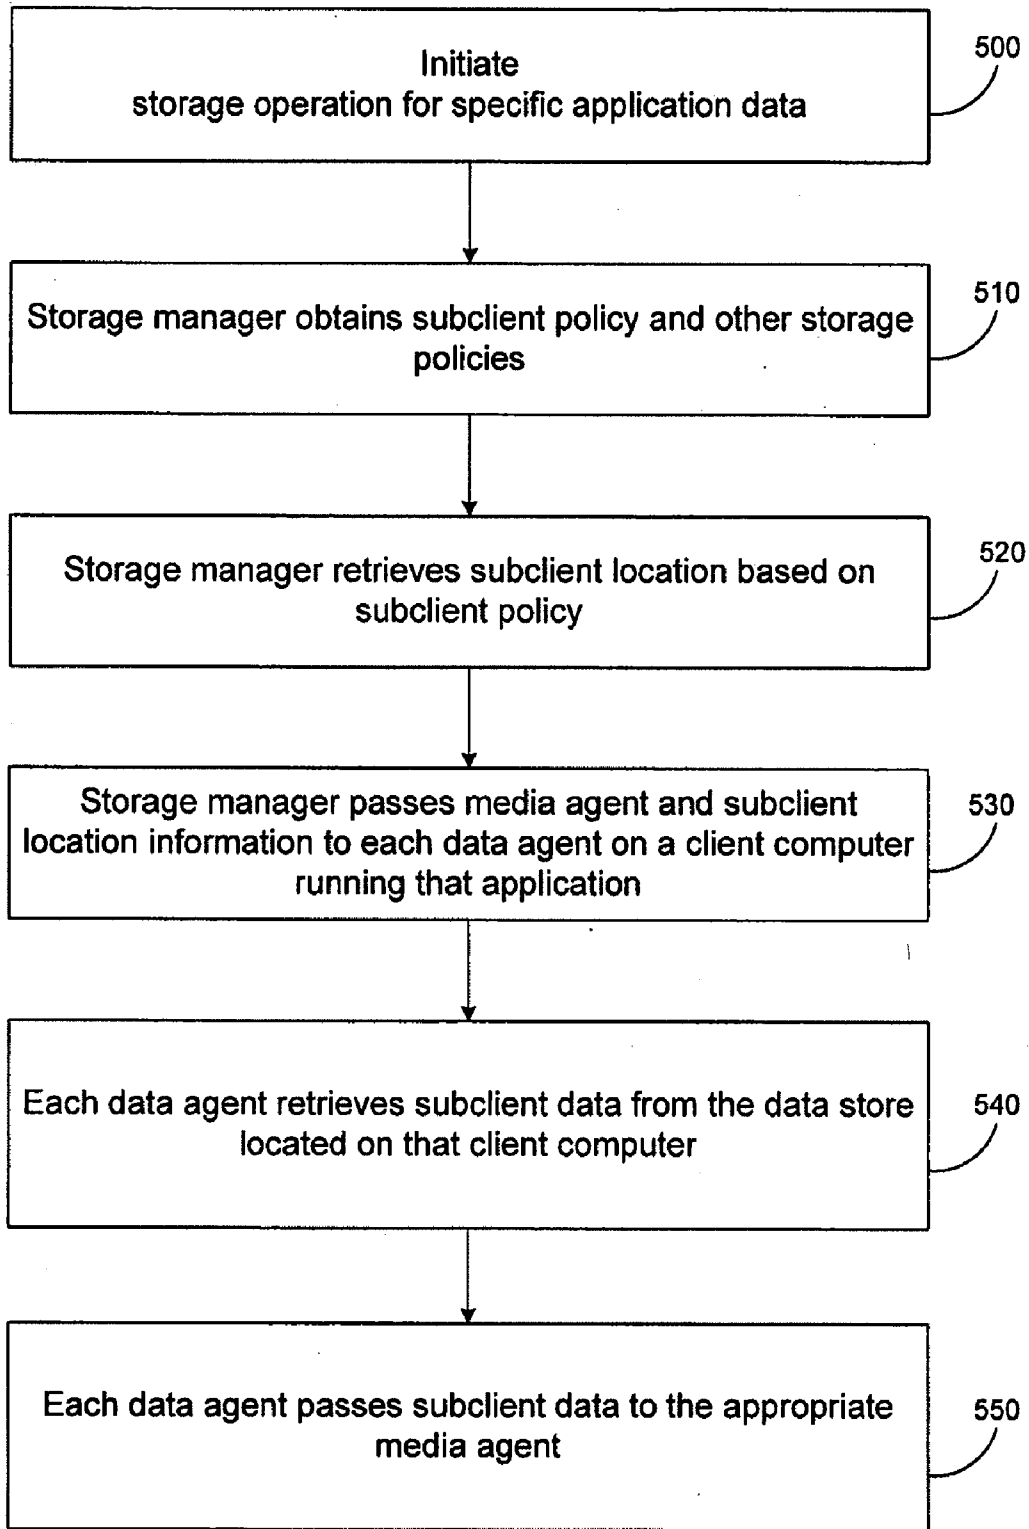 Initiate
storage operation for specific application data
500
Storage manager obtains subclient policy and other storage
policies
510
Storage manager retrieves subclient location based on
subclient policy
520
Storage manager passes media agent and subclient
location information to each data agent on a client computer
running that application
530
Each data agent retrieves subclient data from the data store
located on that client computer
540
Each data agent passes subclient data to the appropriate
media agent
550